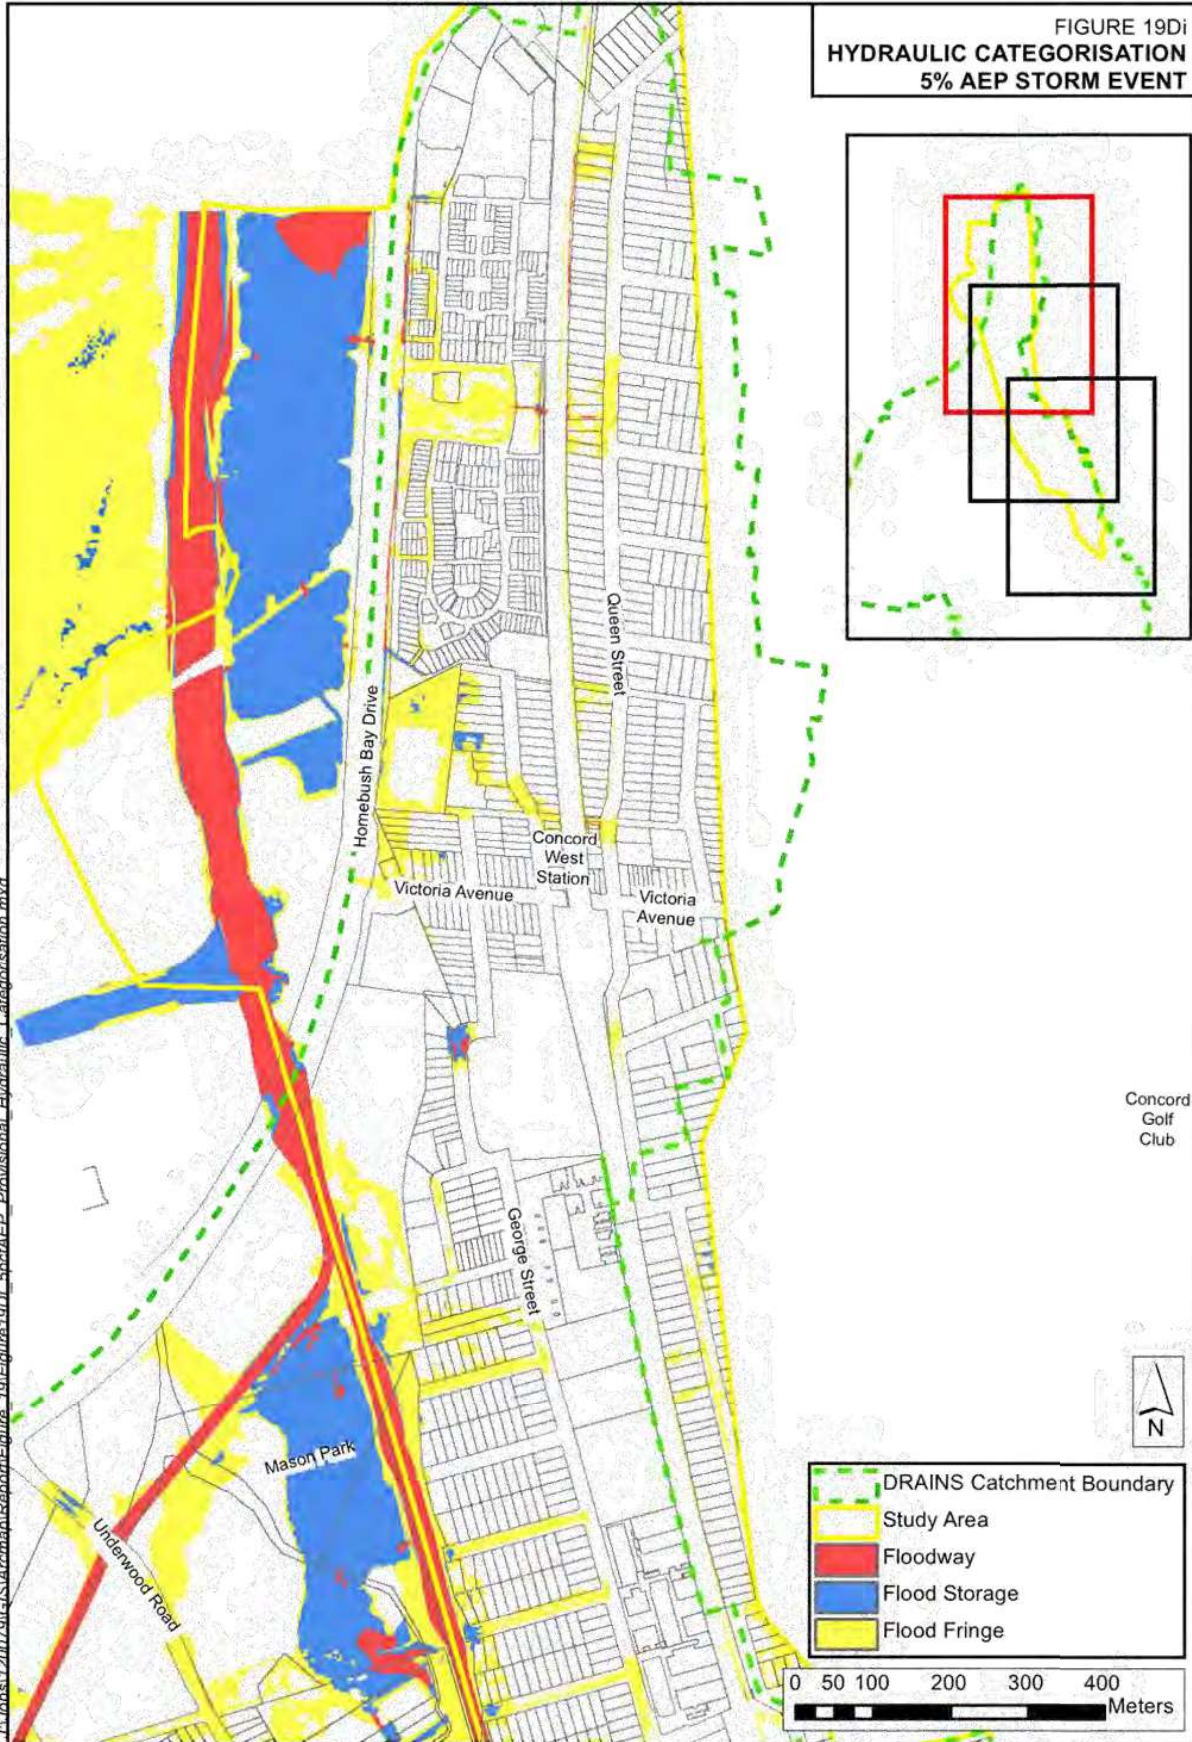 FIGURE 19Di
HYDRAULIC CATEGORISATION
5% AEP STORM EVENT
Queen Street
Homebush Bay Drive
Concord
West
Station
Victoria Avenue
Victoria
Avenue
Concord
Golf
Club
George Street
N
Mason Park
Underwood Road
DRAINS Catchment Boundary
Study Area
Floodway
Flood Storage
Flood Fringe
0 50 100 200 300 400
Meters